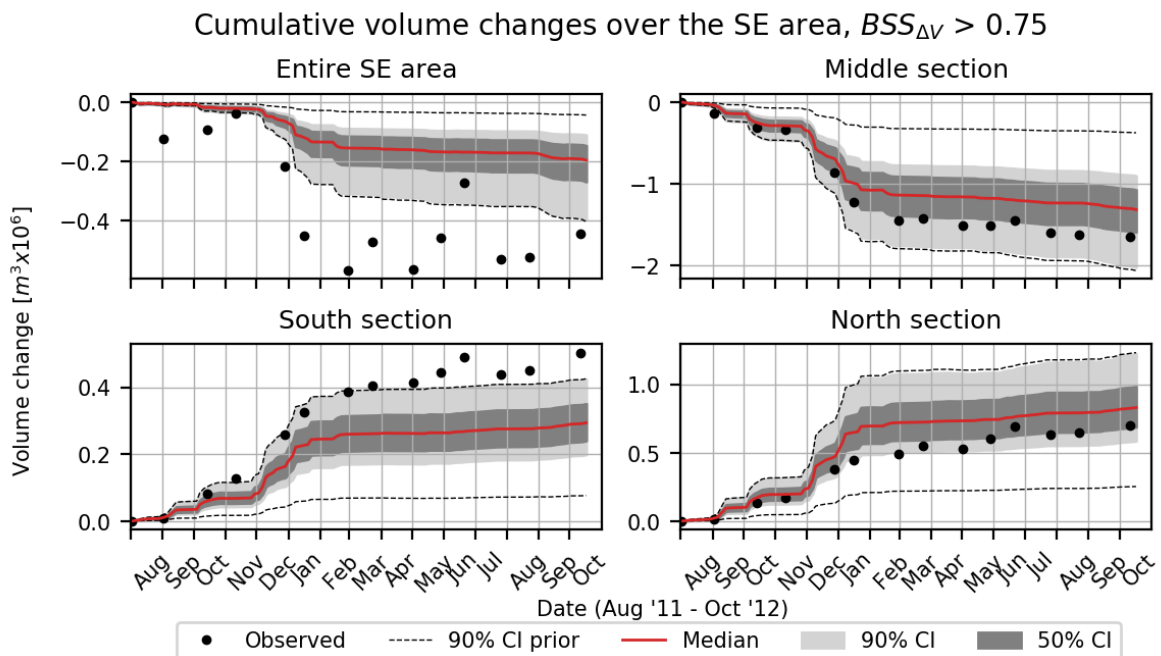 Cumulative volume changes over the SE area, BSS_ΔV > 0.75
Entire SE area
Middle section
0.0
−0.2
−0.4
0
−1
−2
Volume change [m³x10⁶]
South section
North section
0.4
0.2
0.0
1.0
0.5
0.0
Aug Sep Oct Nov Dec Jan Feb Mar Apr May Jun Jul Aug Sep Oct
Aug Sep Oct Nov Dec Jan Feb Mar Apr May Jun Jul Aug Sep Oct
Date (Aug '11 - Oct '12)
Observed 90% CI prior Median 90% CI 50% CI